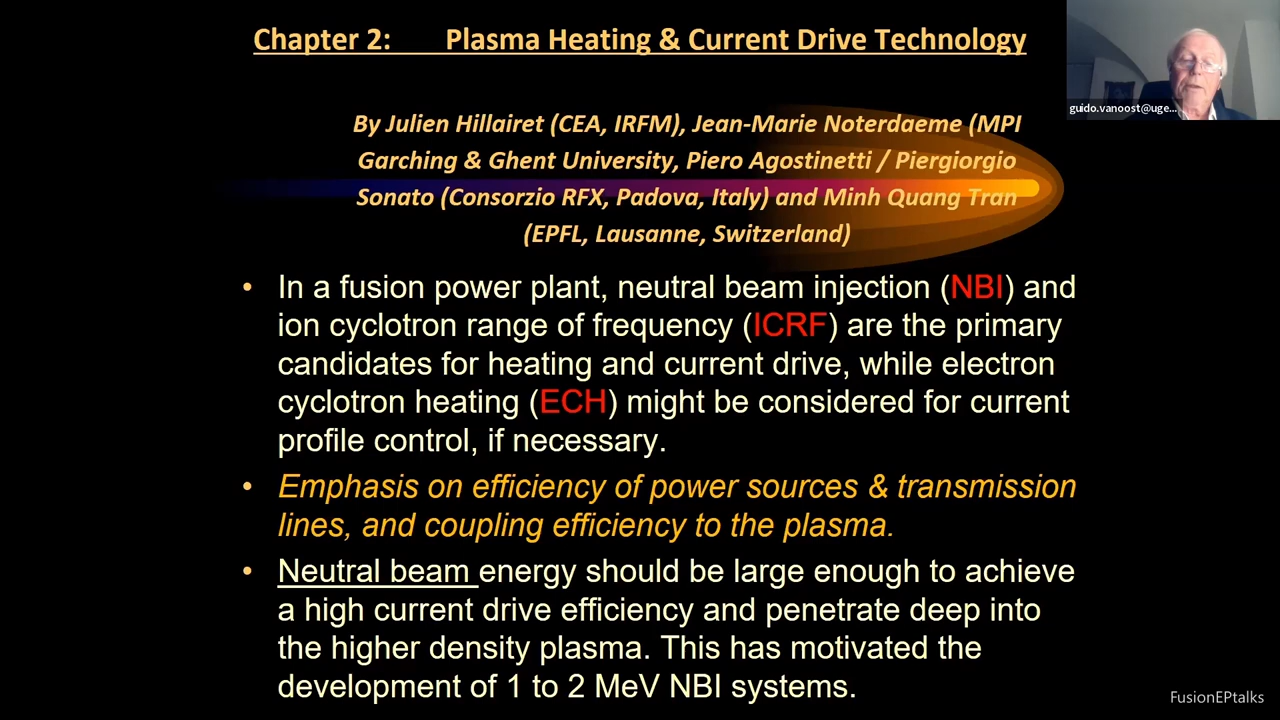 Chapter 2: Plasma Heating & Current Drive Technology
guido.vanoost@uge...
By Julien Hillairet (CEA, IRFM), Jean-Marie Noterdaeme (MPI
Garching & Ghent University, Piero Agostinetti / Piergiorgio
Sonato (Consorzio RFX, Padova, Italy) and Minh Quang Tran
(EPFL, Lausanne, Switzerland)
• In a fusion power plant, neutral beam injection (NBI) and
ion cyclotron range of frequency (ICRF) are the primary
candidates for heating and current drive, while electron
cyclotron heating (ECH) might be considered for current
profile control, if necessary.
• Emphasis on efficiency of power sources & transmission
lines, and coupling efficiency to the plasma.
• Neutral beam energy should be large enough to achieve
a high current drive efficiency and penetrate deep into
the higher density plasma. This has motivated the
development of 1 to 2 MeV NBI systems.
FusionEPtalks